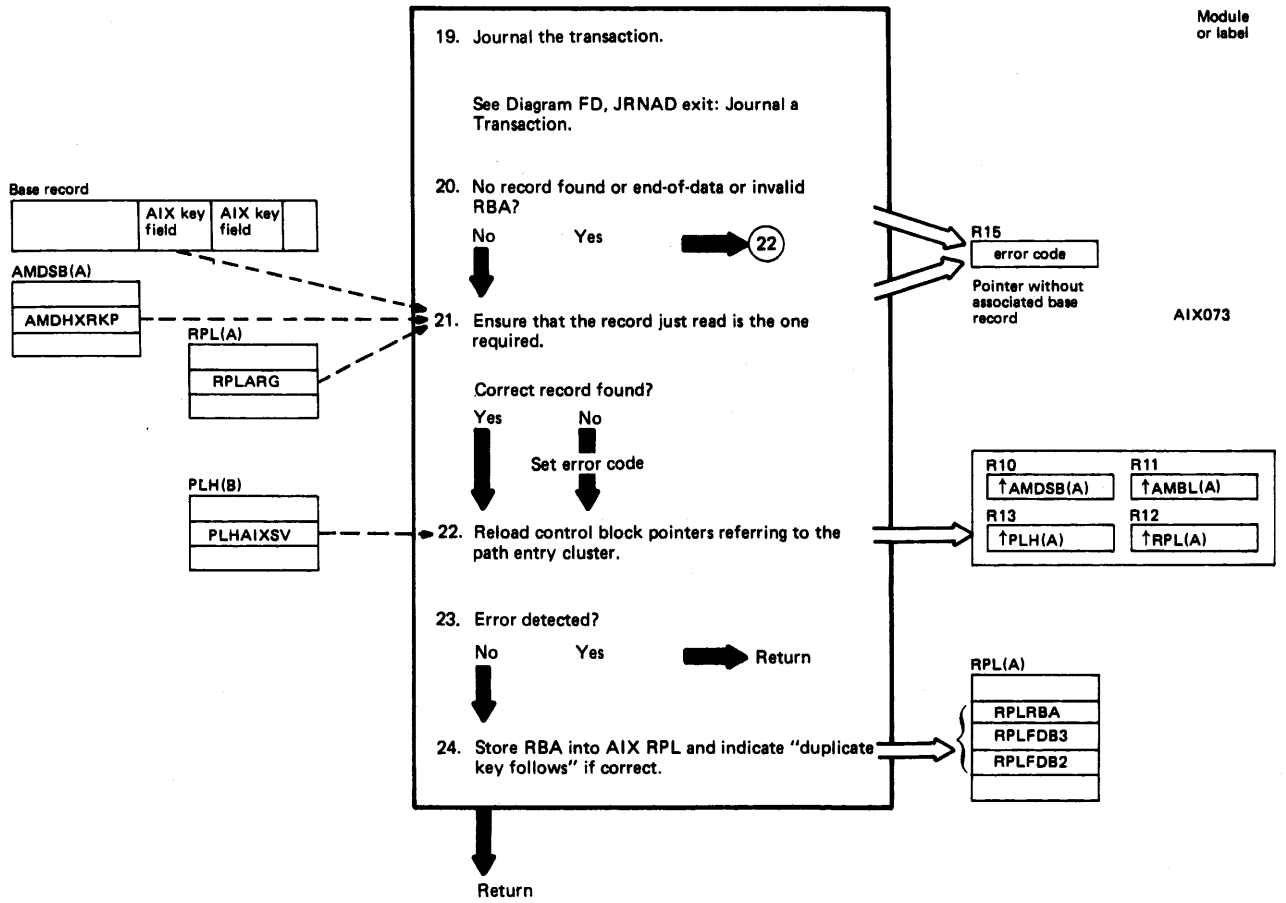 Module
or label
19. Journal the transaction.
See Diagram FD, JRNAD exit: Journal a
Transaction.
Base record
AIX key
field
AIX key
field
20. No record found or end-of-data or invalid
RBA?
No
Yes
22
R15
error code
Pointer without
associated base
record
AIX073
AMDSB(A)
AMDHXRKP
RPL(A)
RPLARG
21. Ensure that the record just read is the one
required.
Correct record found?
Yes
No
Set error code
PLH(B)
PLHAIXSV
22. Reload control block pointers referring to the
path entry cluster.
R10
↑AMDSB(A)
R11
↑AMBL(A)
R13
↑PLH(A)
R12
↑RPL(A)
23. Error detected?
No
Yes
Return
24. Store RBA into AIX RPL and indicate "duplicate
key follows" if correct.
RPL(A)
RPLRBA
RPLFDB3
RPLFDB2
Return